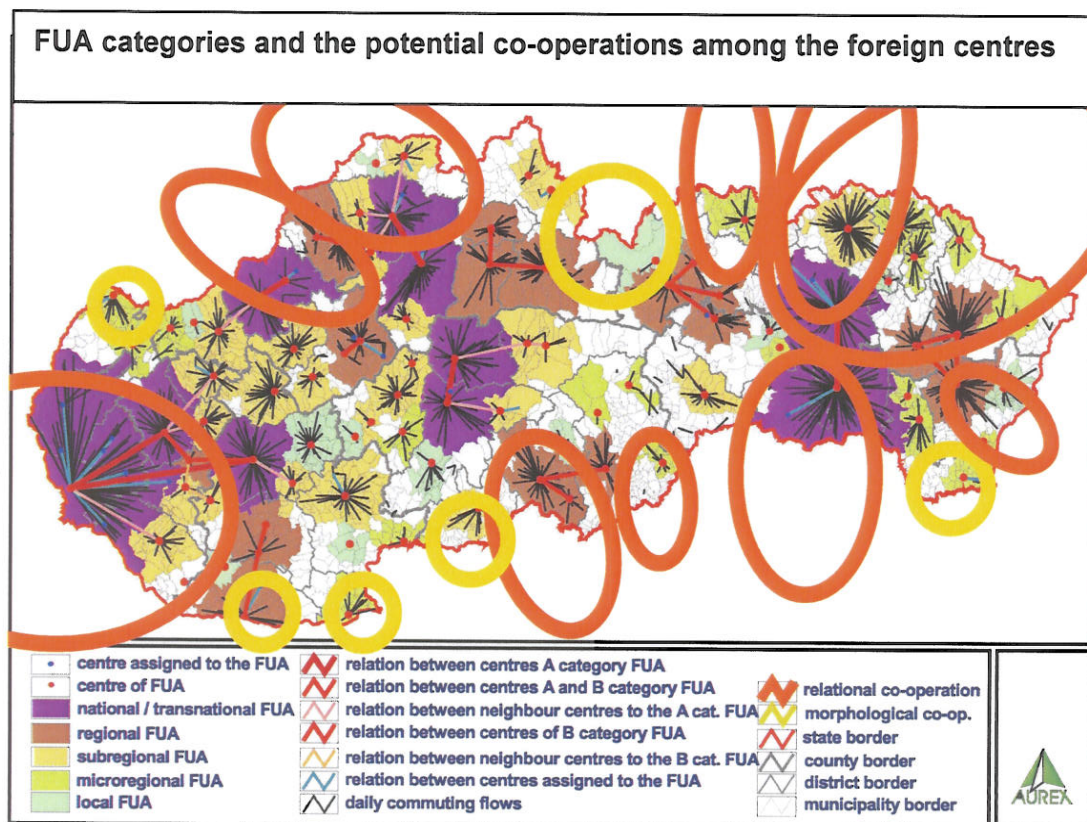 FUA categories and the potential co-operations among the foreign centres
centre assigned to the FUA
centre of FUA
national / transnational FUA
regional FUA
subregional FUA
microregional FUA
local FUA
relation between centres A category FUA
relation between centres A and B category FUA
relation between neighbour centres to the A cat. FUA
relation between centres of B category FUA
relation between neighbour centres to the B cat. FUA
relation between centres assigned to the FUA
daily commuting flows
relational co-operation
morphological co-op.
state border
county border
district border
municipality border
AUREX